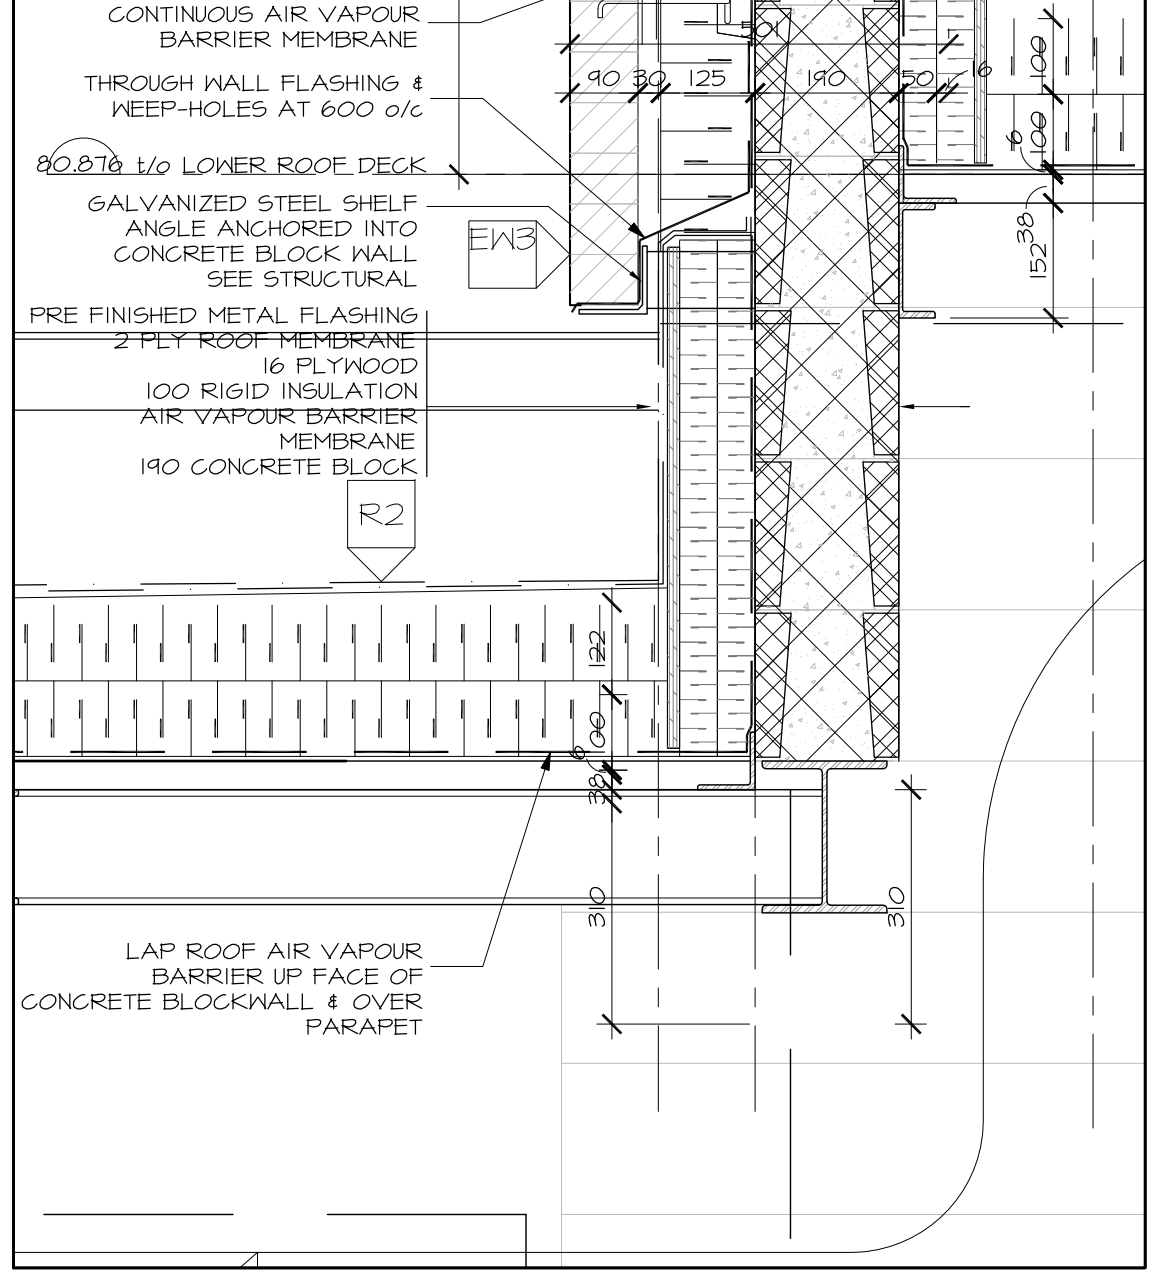 CONTINUOUS AIR VAPOUR
BARRIER MEMBRANE
THROUGH WALL FLASHING &
WEEP-HOLES AT 600 o/c
80.876 t/o LOWER ROOF DECK
GALVANIZED STEEL SHELF
ANGLE ANCHORED INTO
CONCRETE BLOCK WALL
SEE STRUCTURAL
EW3
PRE FINISHED METAL FLASHING
2 PLY ROOF MEMBRANE
16 PLYWOOD
100 RIGID INSULATION
AIR VAPOUR BARRIER
MEMBRANE
190 CONCRETE BLOCK
R2
501
90 30 125 190 50 16
100
100
6
38
152
122
100
6
38
310
310
LAP ROOF AIR VAPOUR
BARRIER UP FACE OF
CONCRETE BLOCKWALL & OVER
PARAPET